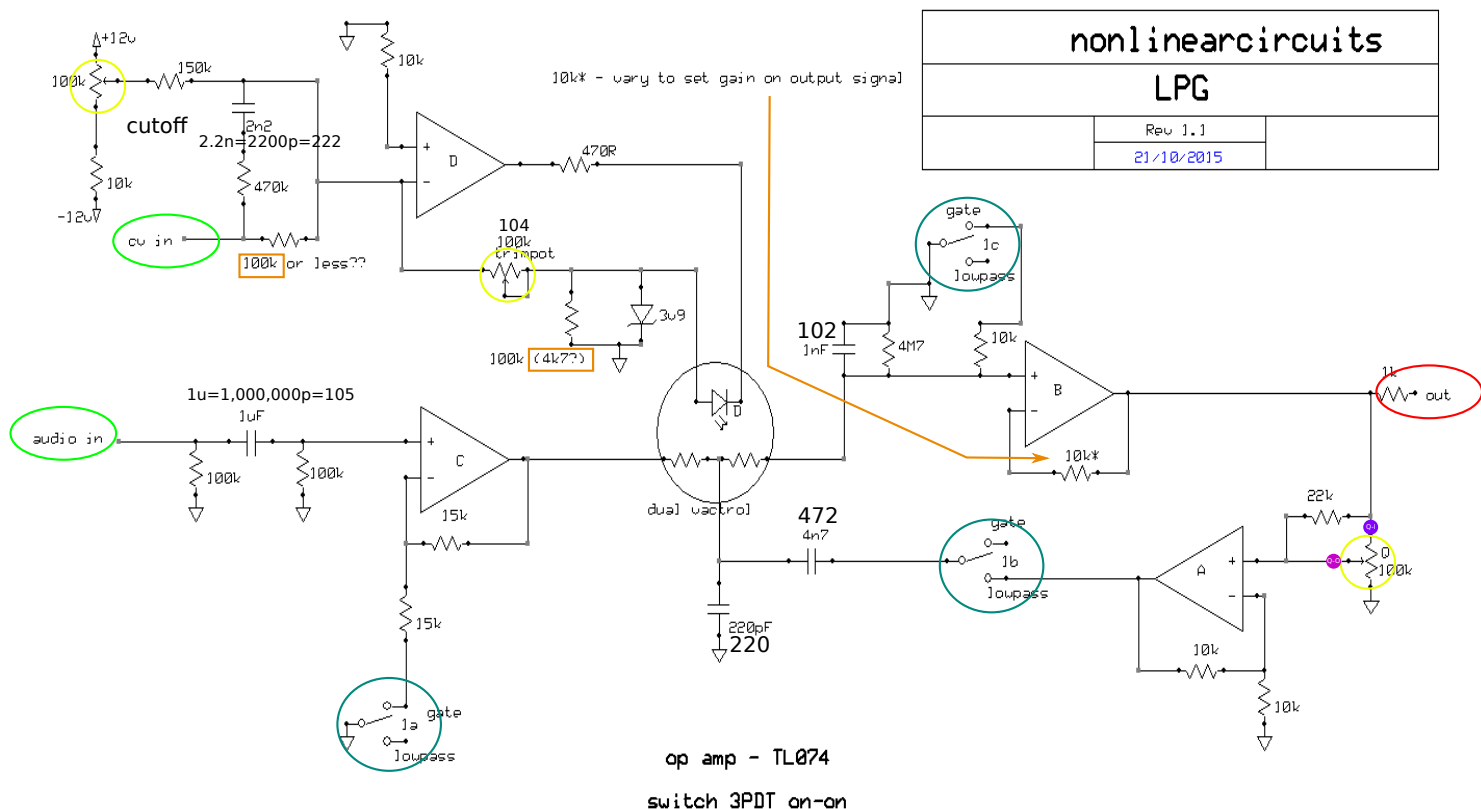 nonlinearcircuits
LPG
Rev 1.1
21/10/2015
+12v
100k
150k
cutoff
2n2
2.2n=2200p=222
10k
470k
-12v
cv in
100k or less??
10k
+
D
-
470R
10k* - vary to set gain on output signal
104
100k
trimpot
3v9
100k (4k7??)
gate
1c
lowpass
102
1nF
4M7
10k
+
B
-
10k*
1k
out
1u=1,000,000p=105
1uF
audio in
100k
100k
+
C
-
15k
15k
D
dual vactrol
472
4n7
gate
1b
lowpass
220pF
220
22k
Q-1
Q-0
Q
100k
+
A
-
10k
10k
gate
1a
lowpass
op amp - TL074
switch 3PDT on-on